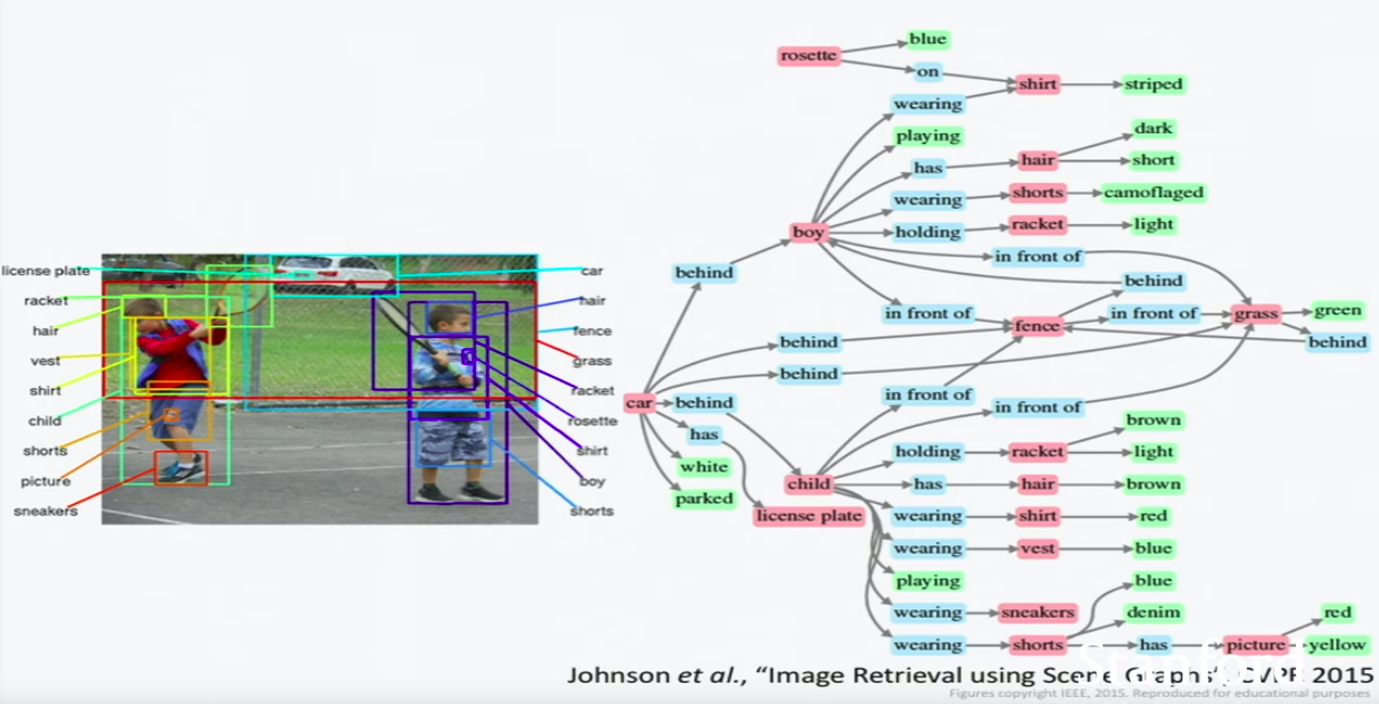 license plate
racket
hair
vest
shirt
child
shorts
picture
sneakers
car
hair
fence
grass
racket
rosette
shirt
boy
shorts
rosette
blue
on
shirt
striped
wearing
playing
dark
has
hair
short
wearing
shorts
camoflaged
boy
holding
racket
light
in front of
behind
behind
in front of
fence
in front of
grass
green
behind
behind
behind
car
behind
in front of
in front of
has
white
parked
license plate
child
holding
racket
brown
light
has
hair
brown
wearing
shirt
red
wearing
vest
blue
playing
blue
wearing
sneakers
denim
red
wearing
shorts
has
picture
yellow
Stanford
Johnson et al., “Image Retrieval using Scene Graphs”, CVPR 2015
Figures copyright IEEE, 2015. Reproduced for educational purposes